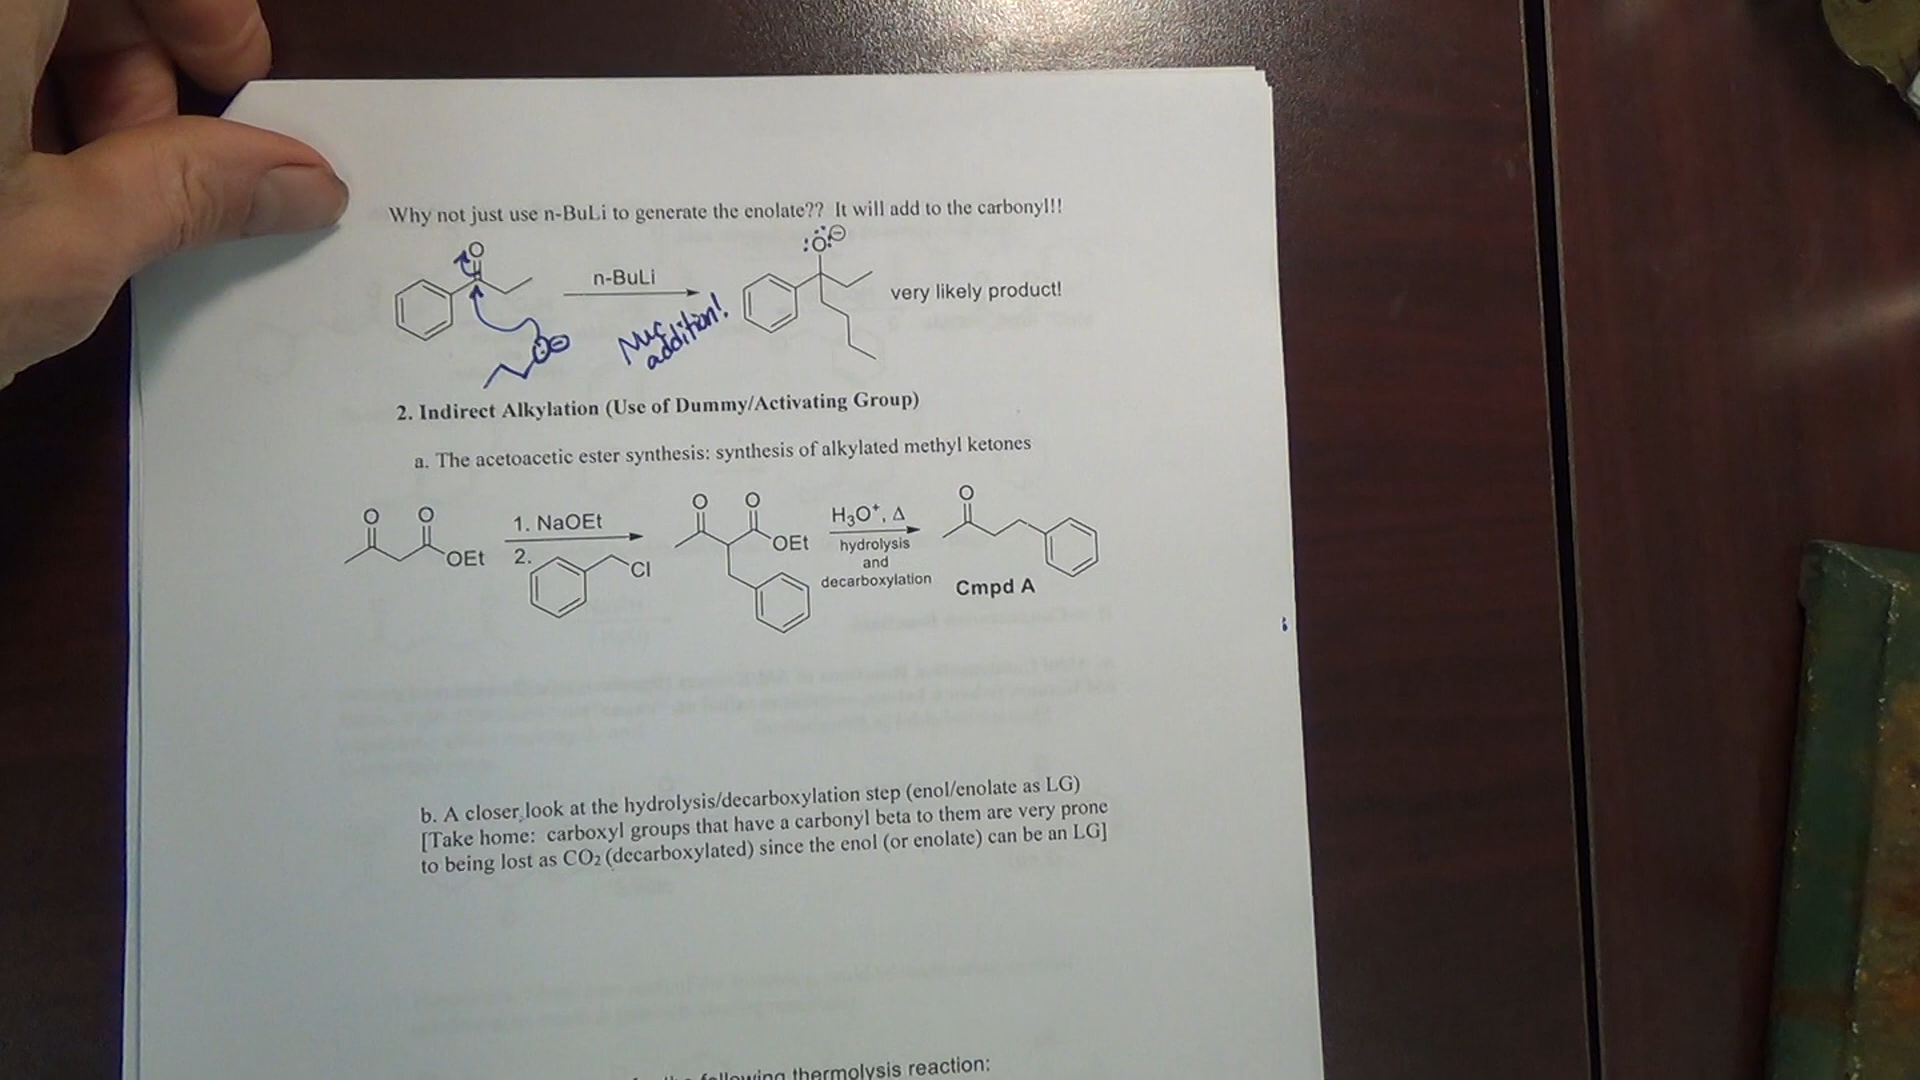 Why not just use n-BuLi to generate the enolate?? It will add to the carbonyl!!
O
:Ö:⊖
n-BuLi
very likely product!
⊖
Nuc
addition!
2. Indirect Alkylation (Use of Dummy/Activating Group)
a. The acetoacetic ester synthesis: synthesis of alkylated methyl ketones
O O
OEt
1. NaOEt
2.
Cl
O O
OEt
H3O+, Δ
hydrolysis
and
decarboxylation
O
Cmpd A
b. A closer look at the hydrolysis/decarboxylation step (enol/enolate as LG)
[Take home: carboxyl groups that have a carbonyl beta to them are very prone
to being lost as CO2 (decarboxylated) since the enol (or enolate) can be an LG]
following thermolysis reaction: